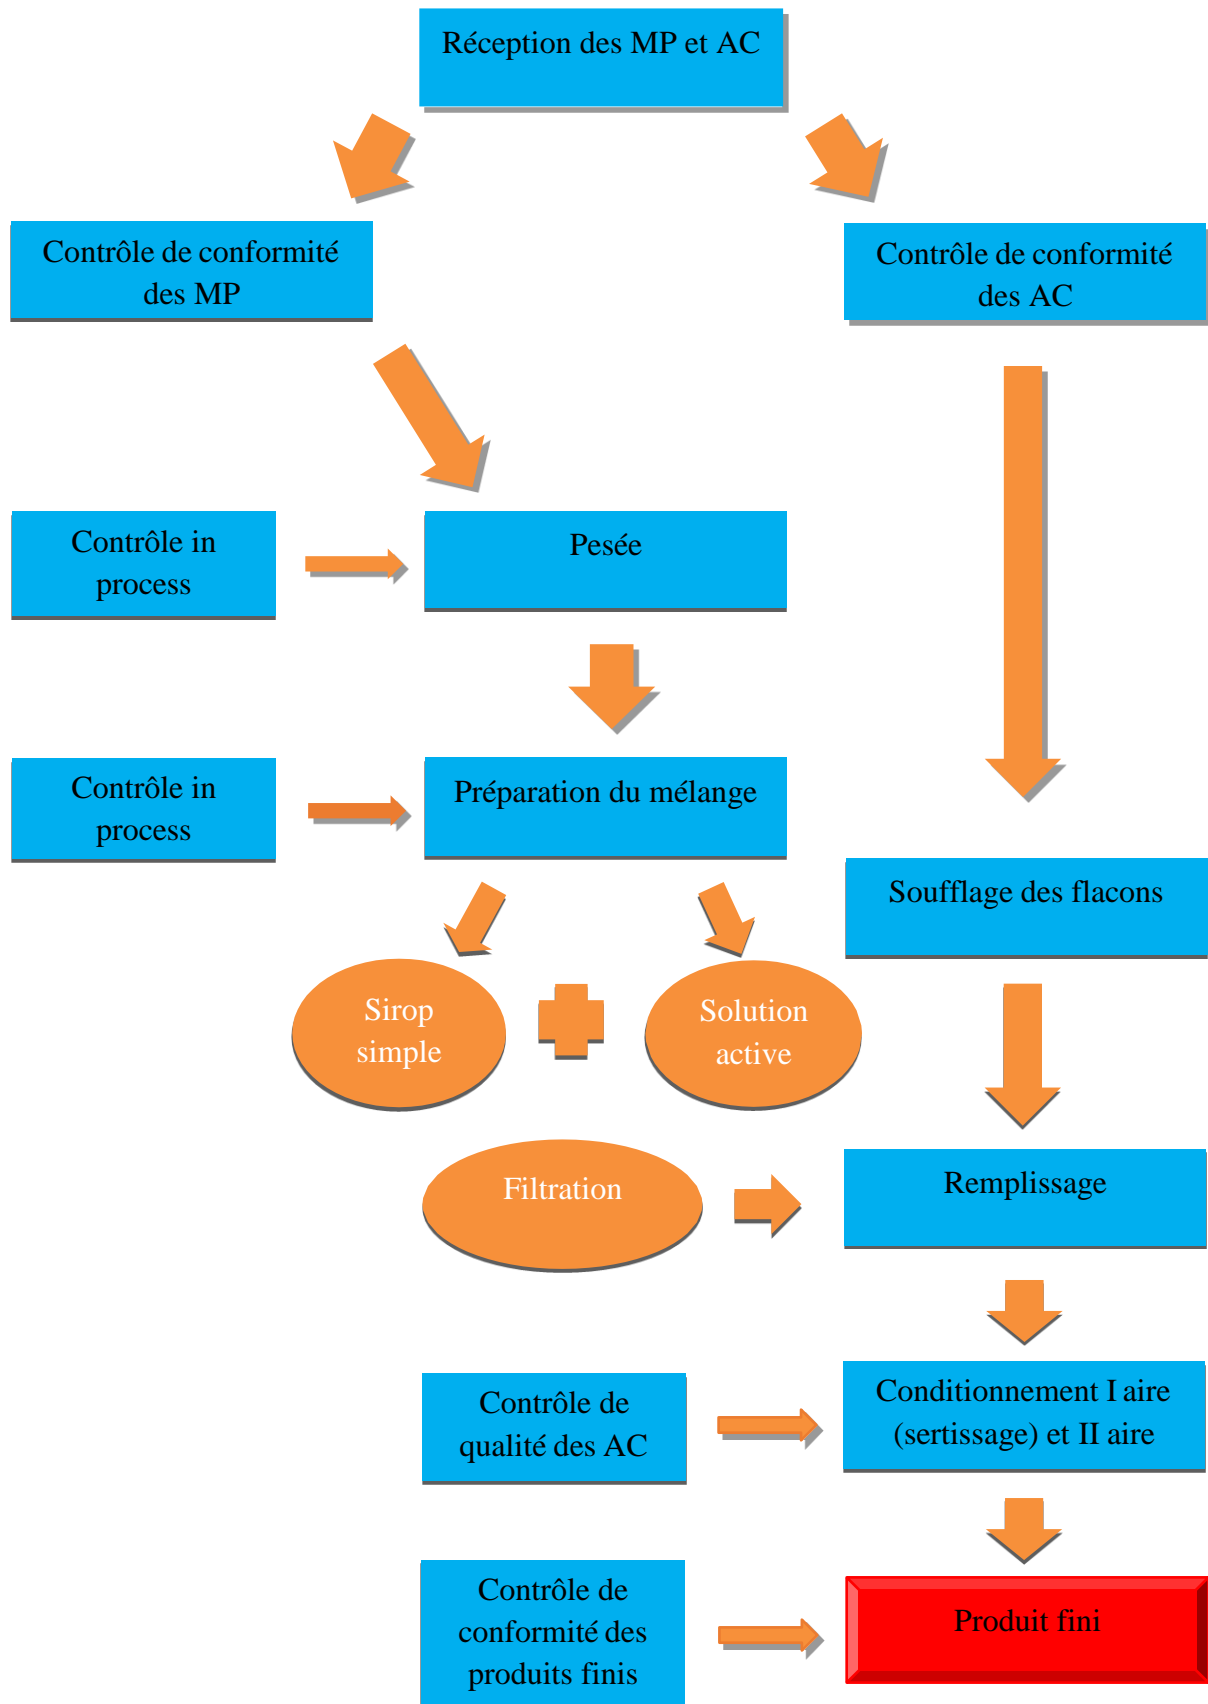 Réception des MP et AC
Contrôle de conformité
des MP
Contrôle de conformité
des AC
Contrôle in
process
Pesée
Contrôle in
process
Préparation du mélange
Soufflage des flacons
Sirop
simple
Solution
active
Filtration
Remplissage
Contrôle de
qualité des AC
Conditionnement I aire
(sertissage) et II aire
Contrôle de
conformité des
produits finis
Produit fini